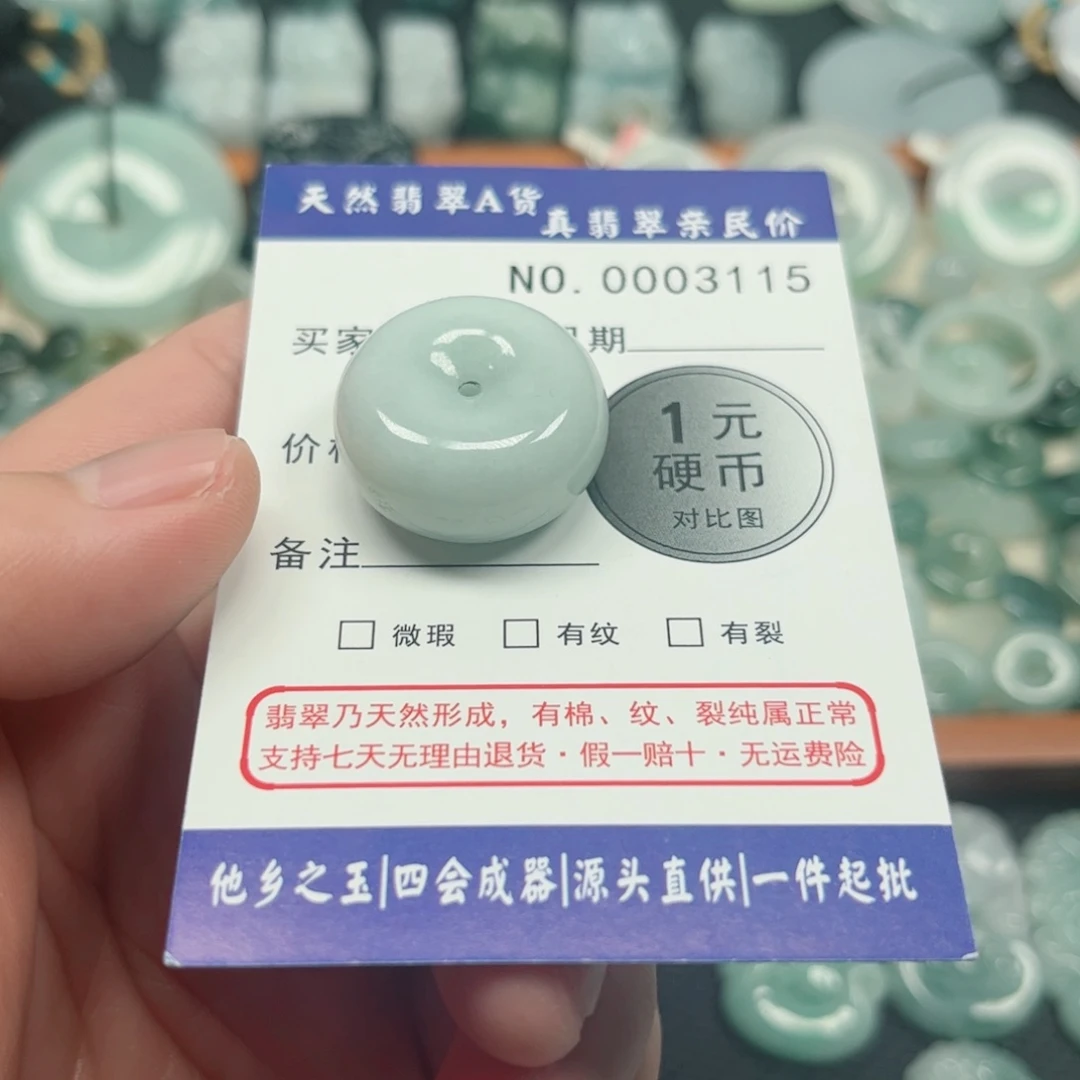 天然翡翠A货
真翡翠亲民价
NO. 0003115
买家 期
价
1元
硬币
对比图
备注
微瑕 有纹 有裂
翡翠乃天然形成，有棉、纹、裂纯属正常
支持七天无理由退货·假一赔十·无运费险
他乡之玉|四会成器|源头直供|一件起批